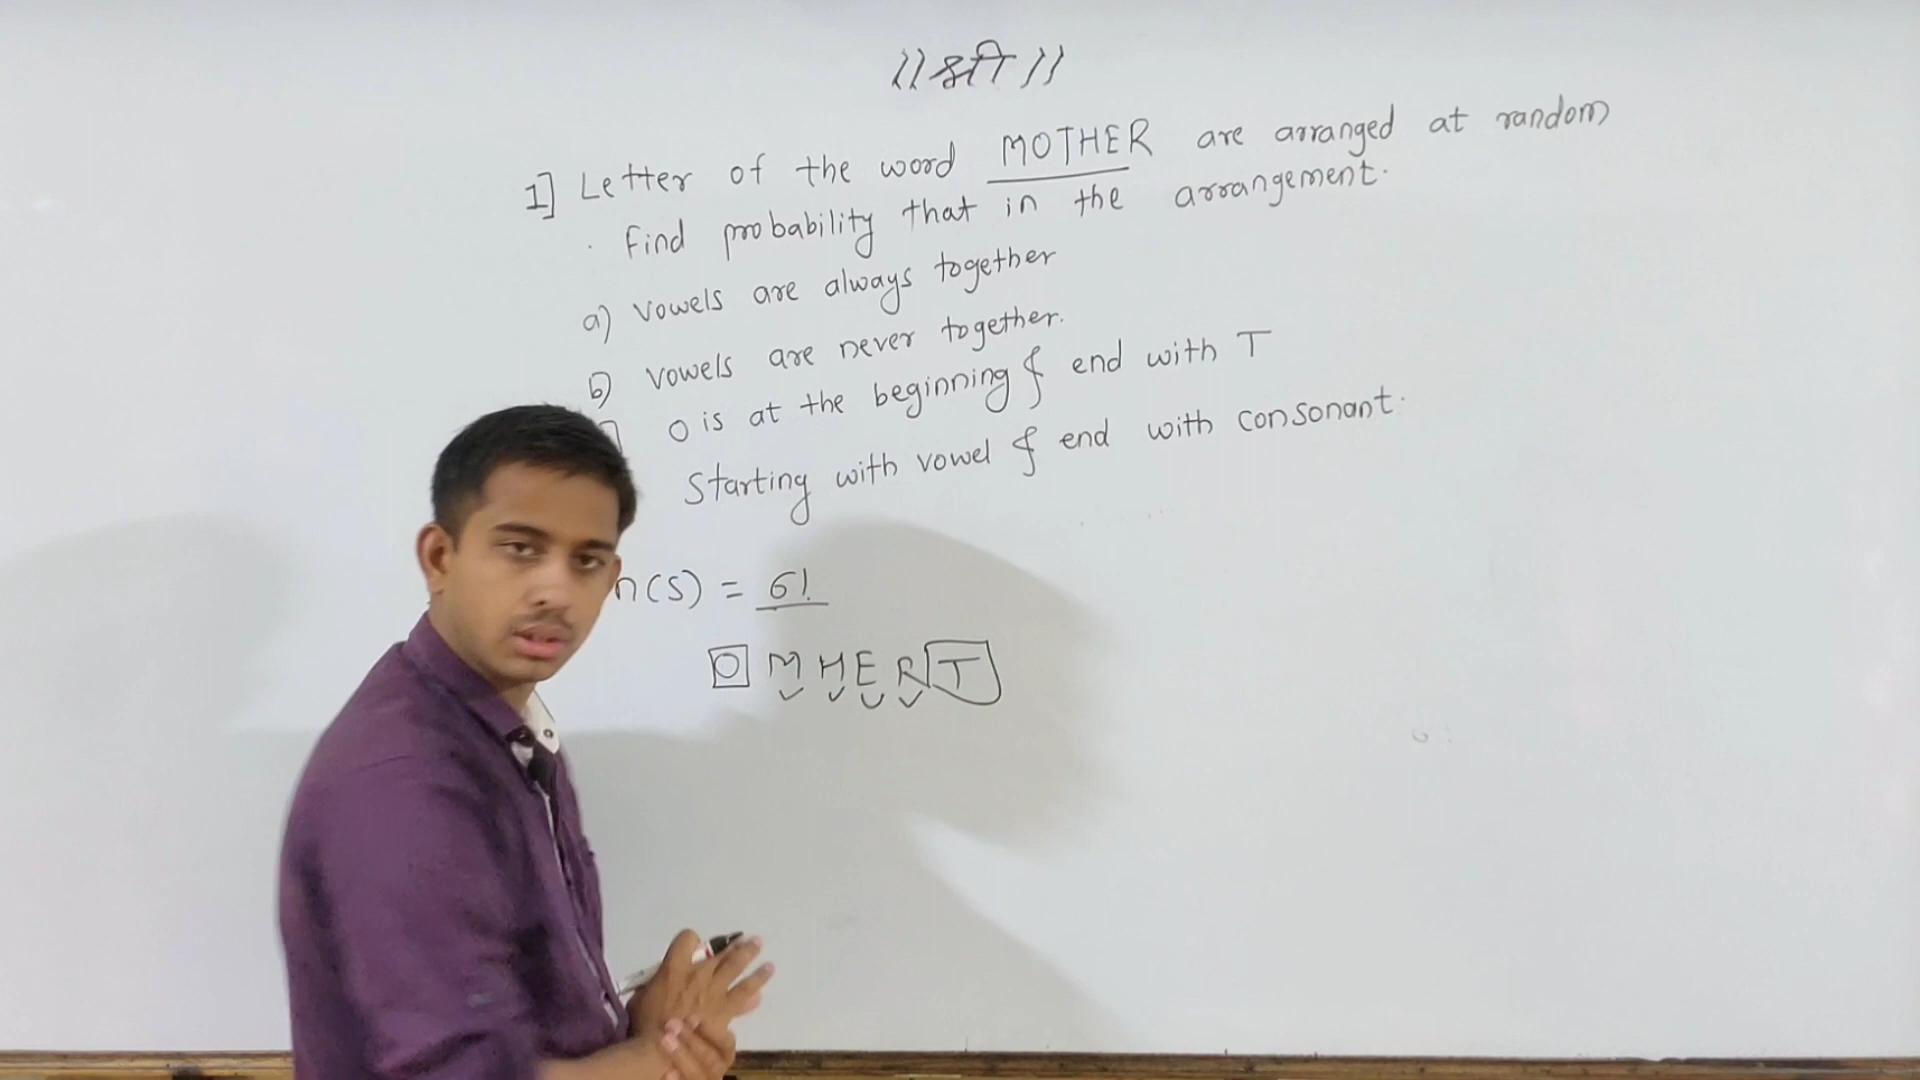 ॥ श्री ॥
1] Letter of the word MOTHER are arranged at random
. find probability that in the arrangement.
a) vowels are always together
b) vowels are never together.
O is at the beginning & end with T
Starting with vowel & end with consonant.
n(s) = 6!
O M H E R T